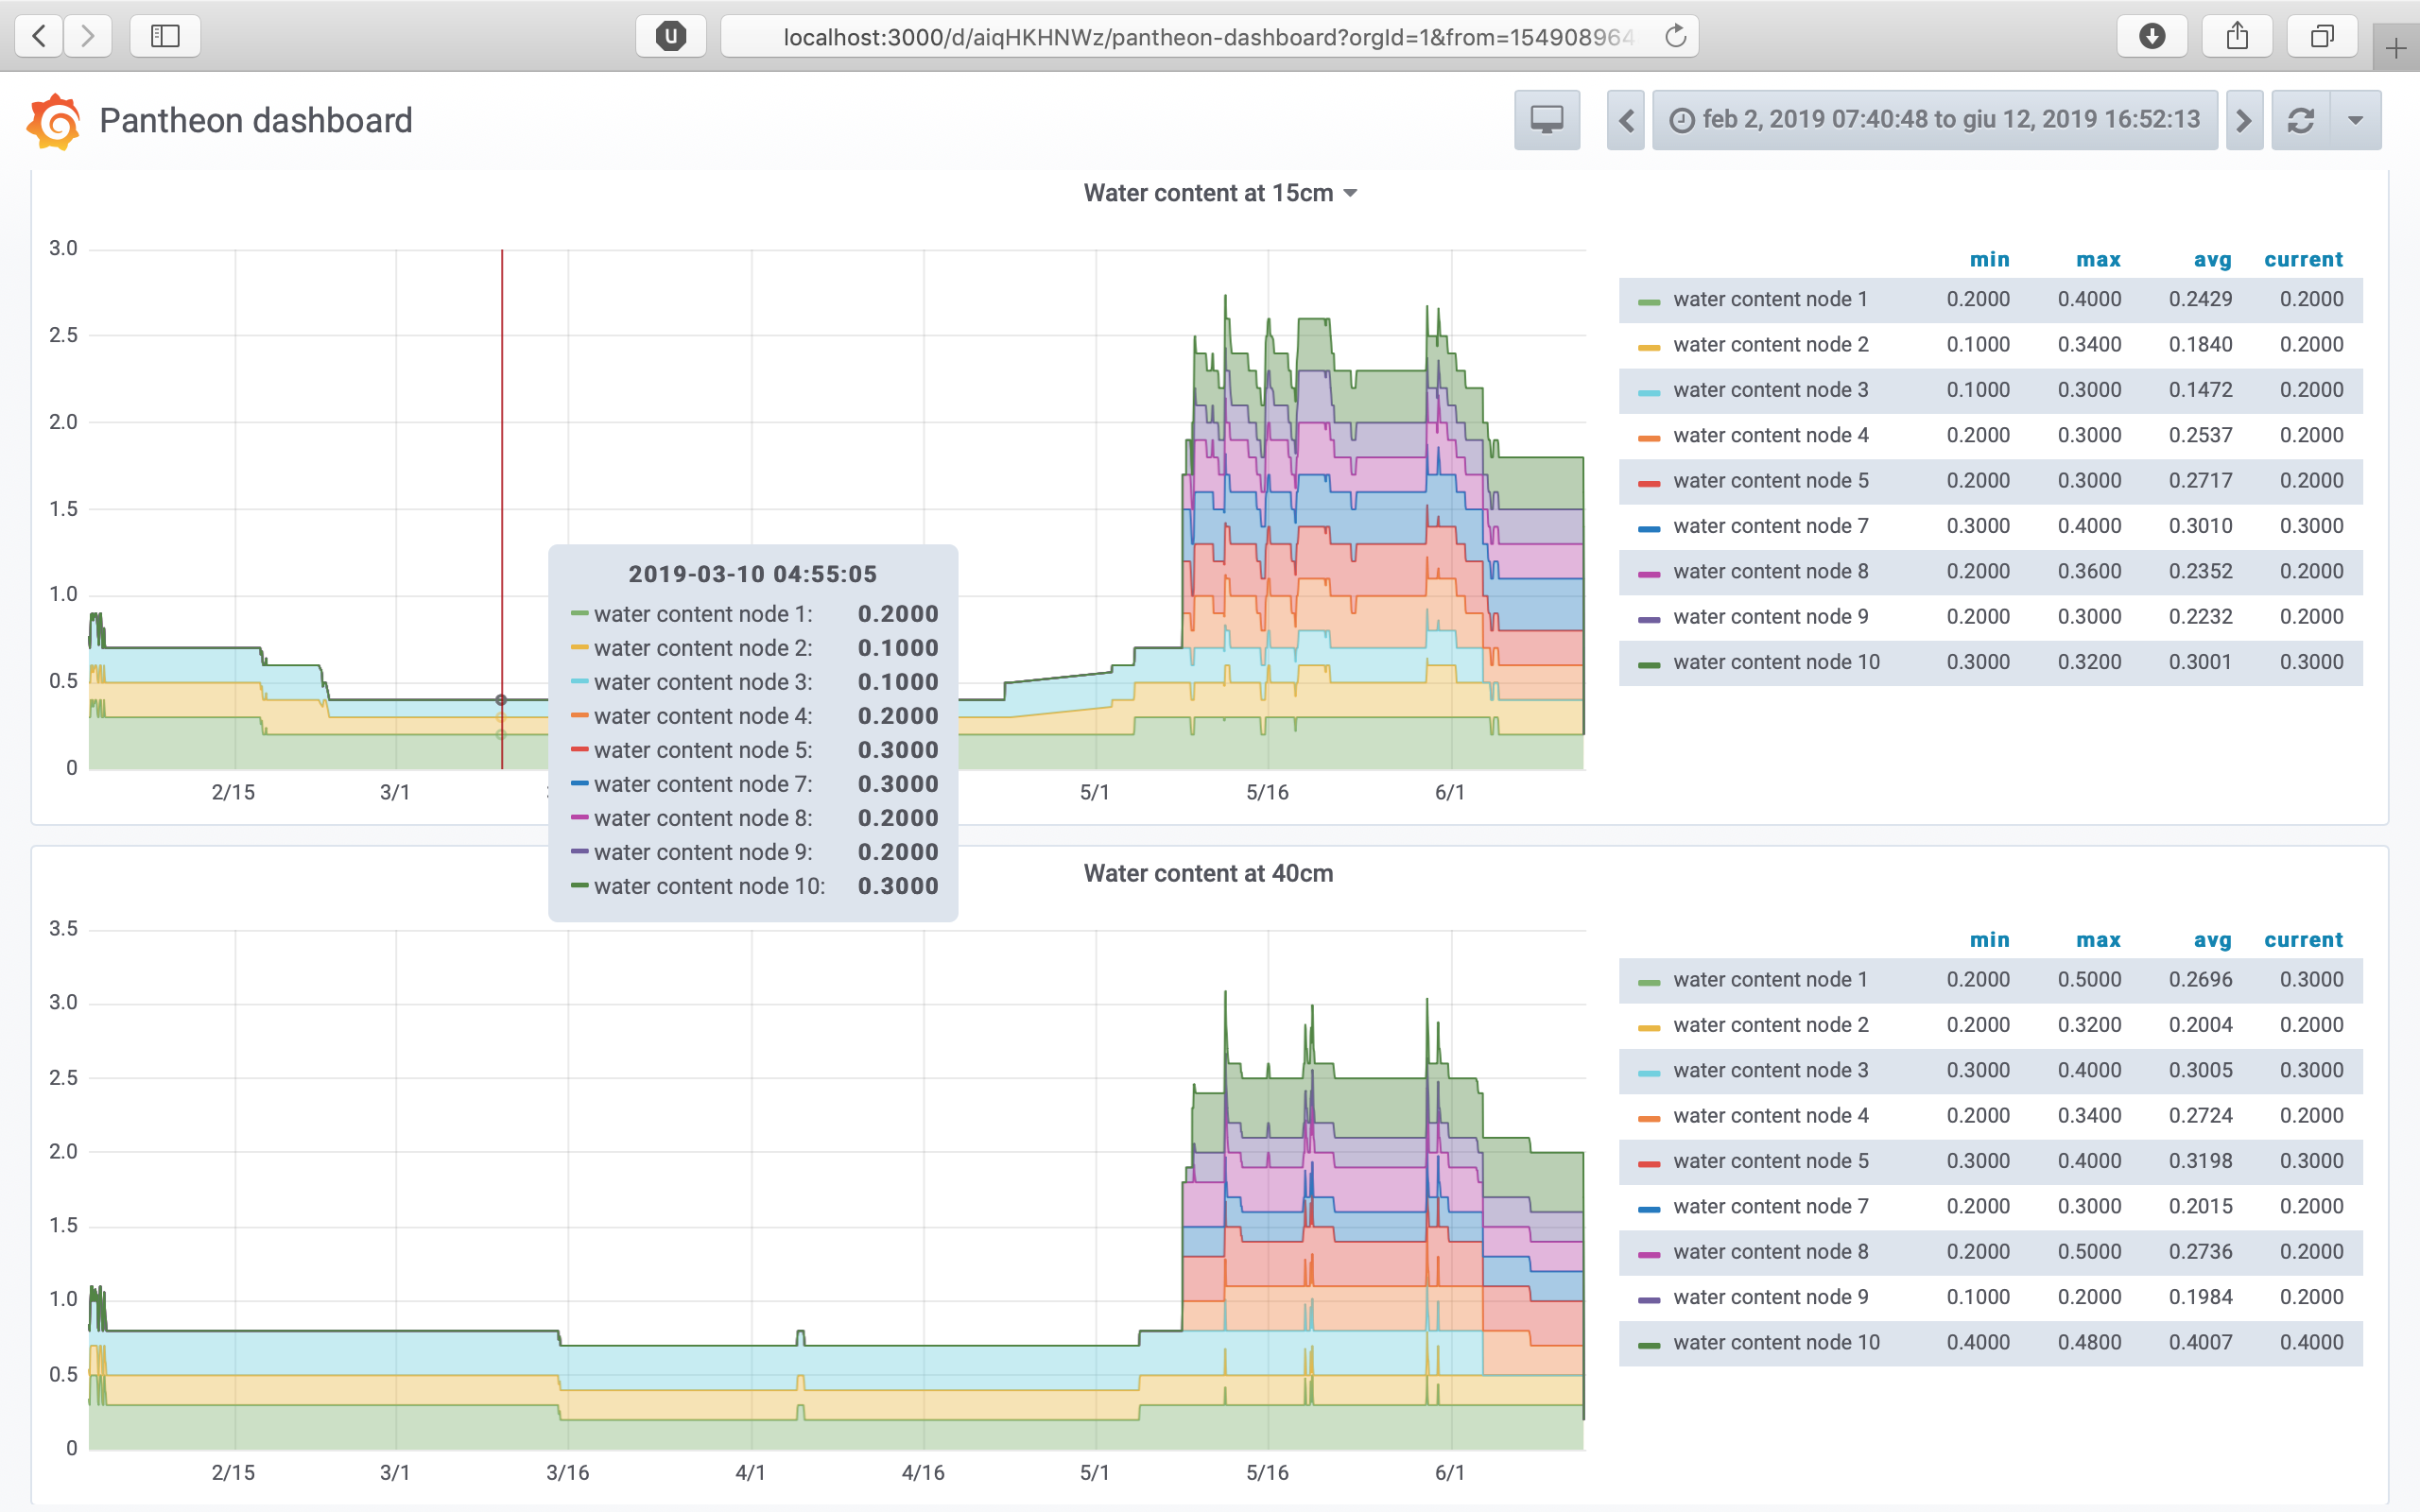 localhost:3000/d/aiqHKHNWz/pantheon-dashboard?orgId=1&from=154908964
Pantheon dashboard
feb 2, 2019 07:40:48 to giu 12, 2019 16:52:13
Water content at 15cm
3.0
2.5
2.0
1.5
1.0
0.5
0
2/15 3/1 5/1 5/16 6/1
min max avg current
water content node 1 0.2000 0.4000 0.2429 0.2000
water content node 2 0.1000 0.3400 0.1840 0.2000
water content node 3 0.1000 0.3000 0.1472 0.2000
water content node 4 0.2000 0.3000 0.2537 0.2000
water content node 5 0.2000 0.3000 0.2717 0.2000
water content node 7 0.3000 0.4000 0.3010 0.3000
water content node 8 0.2000 0.3600 0.2352 0.2000
water content node 9 0.2000 0.3000 0.2232 0.2000
water content node 10 0.3000 0.3200 0.3001 0.3000
2019-03-10 04:55:05
water content node 1: 0.2000
water content node 2: 0.1000
water content node 3: 0.1000
water content node 4: 0.2000
water content node 5: 0.3000
water content node 7: 0.3000
water content node 8: 0.2000
water content node 9: 0.2000
water content node 10: 0.3000
Water content at 40cm
3.5
3.0
2.5
2.0
1.5
1.0
0.5
0
2/15 3/1 3/16 4/1 4/16 5/1 5/16 6/1
min max avg current
water content node 1 0.2000 0.5000 0.2696 0.3000
water content node 2 0.2000 0.3200 0.2004 0.2000
water content node 3 0.3000 0.4000 0.3005 0.3000
water content node 4 0.2000 0.3400 0.2724 0.2000
water content node 5 0.3000 0.4000 0.3198 0.3000
water content node 7 0.2000 0.3000 0.2015 0.2000
water content node 8 0.2000 0.5000 0.2736 0.2000
water content node 9 0.1000 0.2000 0.1984 0.2000
water content node 10 0.4000 0.4800 0.4007 0.4000